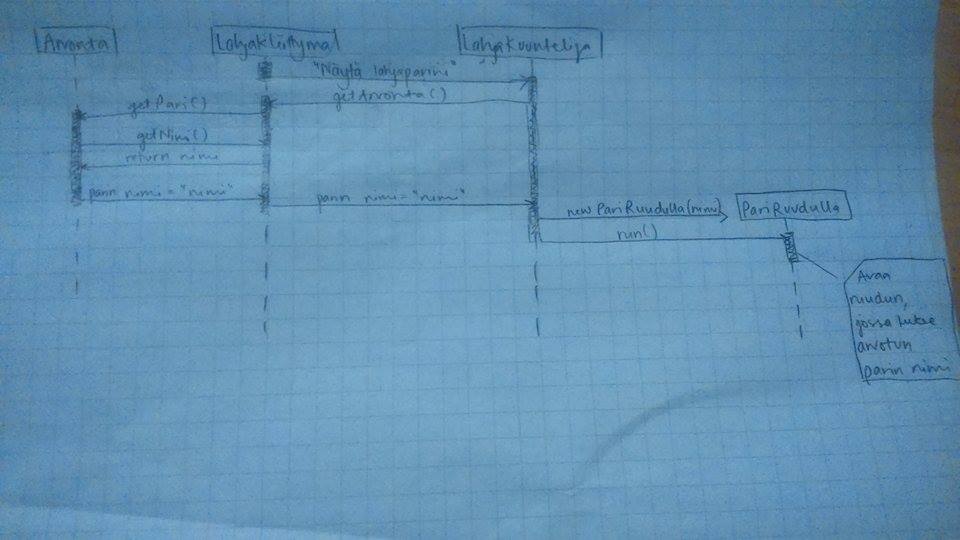 Arvonta
Lahjakäliittymä
Lahjakuuntelija
"Näytä lahjaparini"
getArvonta()
getPari()
getNimi()
return nimi
parin nimi = "nimi"
parin nimi = "nimi"
new PariRuudulla(nimi)
PariRuudulla
run()
Avaa
ruudun,
jossa lukee
arvotun
parin nimi